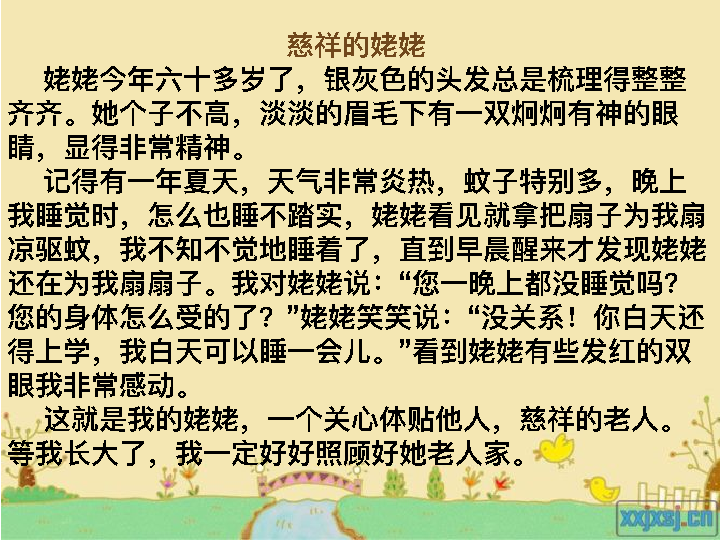 慈祥的姥姥
姥姥今年六十多岁了，银灰色的头发总是梳理得整整
齐齐。她个子不高，淡淡的眉毛下有一双炯炯有神的眼
睛，显得非常精神。
记得有一年夏天，天气非常炎热，蚊子特别多，晚上
我睡觉时，怎么也睡不踏实，姥姥看见就拿把扇子为我扇
凉驱蚊，我不知不觉地睡着了，直到早晨醒来才发现姥姥
还在为我扇扇子。我对姥姥说：“您一晚上都没睡觉吗？
您的身体怎么受的了？”姥姥笑笑说：“没关系！你白天还
得上学，我白天可以睡一会儿。”看到姥姥有些发红的双
眼我非常感动。
这就是我的姥姥，一个关心体贴他人，慈祥的老人。
等我长大了，我一定好好照顾好她老人家。
xxjxsj.cn